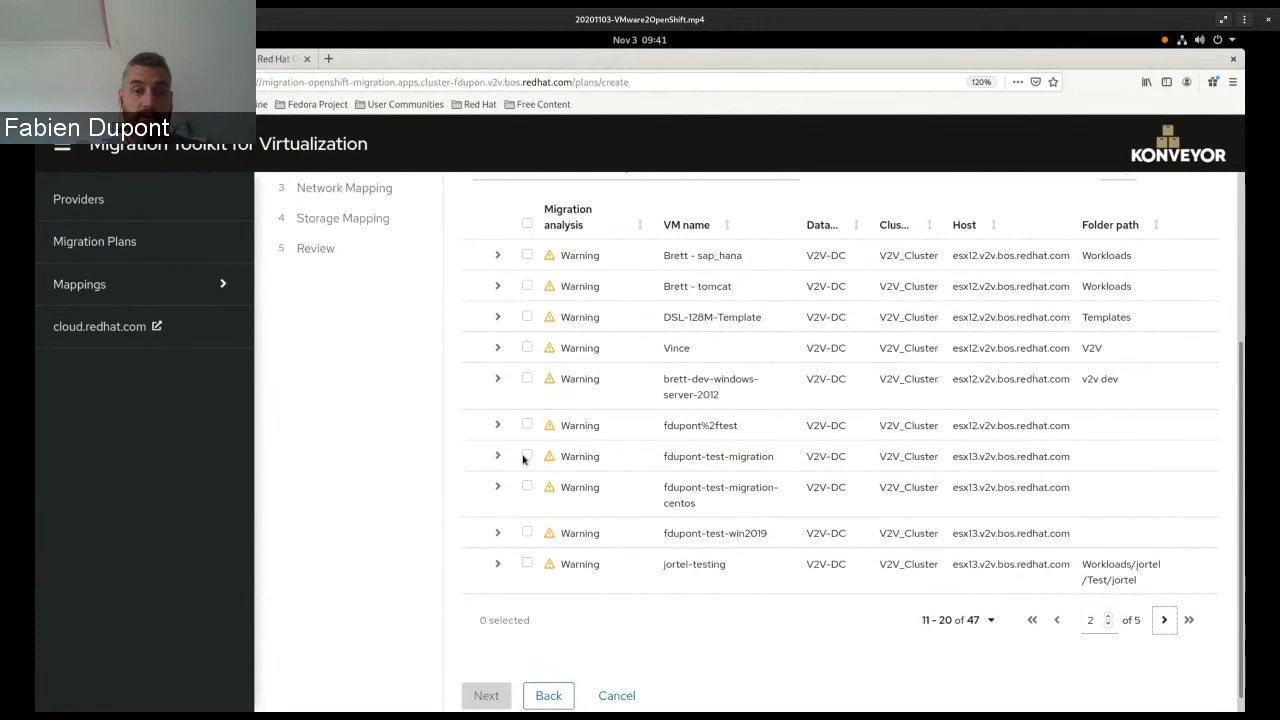 20201103-VMware2OpenShift.mp4
Nov 3 09:41
Red Hat
//migration-openshift-migration.apps.cluster-fdupon.v2v.bos.redhat.com/plans/create
120%
ine
Fedora Project
User Communities
Red Hat
Free Content
Fabien Dupont
Migration Toolkit for Virtualization
KONVEYOR
Providers
Migration Plans
Mappings
cloud.redhat.com
3 Network Mapping
4 Storage Mapping
5 Review
Migration analysis VM name Data... Clus... Host Folder path
Warning Brett - sap_hana V2V-DC V2V_Cluster esx12.v2v.bos.redhat.com Workloads
Warning Brett - tomcat V2V-DC V2V_Cluster esx12.v2v.bos.redhat.com Workloads
Warning DSL-128M-Template V2V-DC V2V_Cluster esx12.v2v.bos.redhat.com Templates
Warning Vince V2V-DC V2V_Cluster esx12.v2v.bos.redhat.com V2V
Warning brett-dev-windows-server-2012 V2V-DC V2V_Cluster esx12.v2v.bos.redhat.com v2v dev
Warning fdupont%2ftest V2V-DC V2V_Cluster esx12.v2v.bos.redhat.com
Warning fdupont-test-migration V2V-DC V2V_Cluster esx13.v2v.bos.redhat.com
Warning fdupont-test-migration-centos V2V-DC V2V_Cluster esx13.v2v.bos.redhat.com
Warning fdupont-test-win2019 V2V-DC V2V_Cluster esx13.v2v.bos.redhat.com
Warning jortel-testing V2V-DC V2V_Cluster esx13.v2v.bos.redhat.com Workloads/jortel/Test/jortel
0 selected
11 - 20 of 47
2 of 5
Next
Back
Cancel